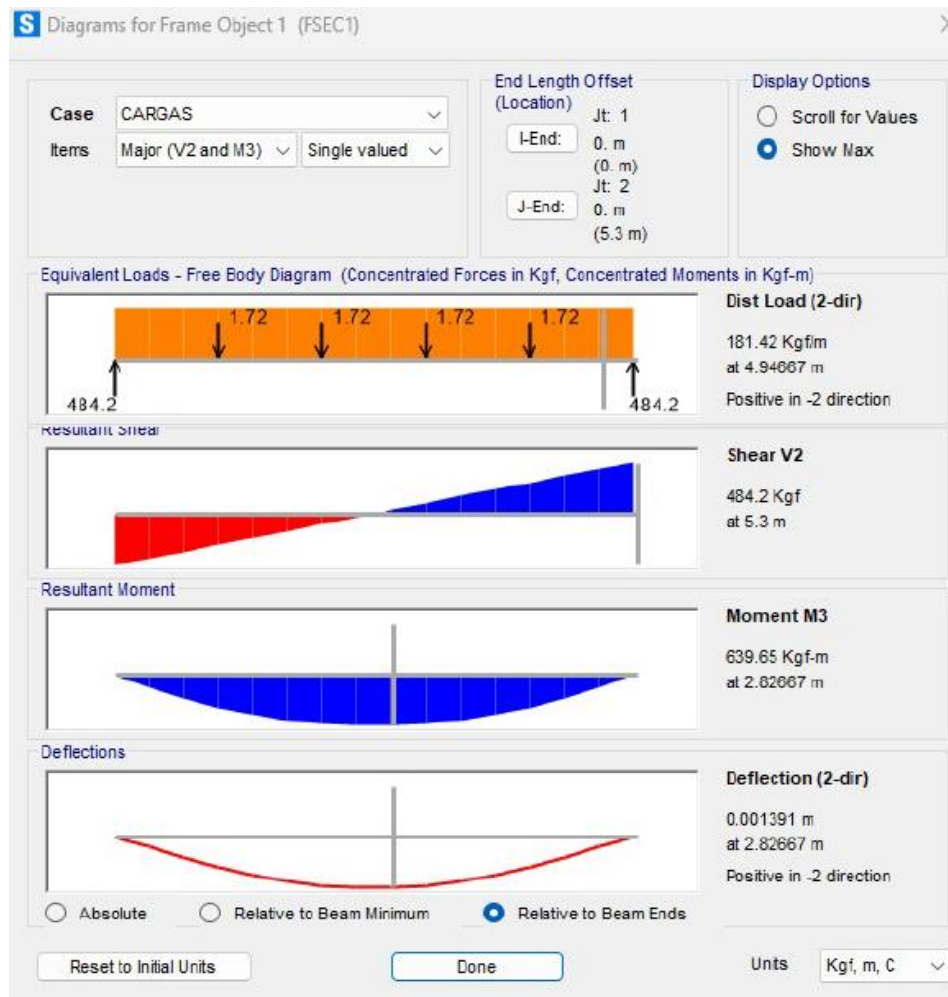 S Diagrams for Frame Object 1 (FSEC1)
Case CARGAS
Items Major (V2 and M3) Single valued
End Length Offset
(Location)
Jt: 1
I-End: 0. m
(0. m)
Jt: 2
J-End: 0. m
(5.3 m)
Display Options
Scroll for Values
Show Max
Equivalent Loads - Free Body Diagram (Concentrated Forces in Kgf, Concentrated Moments in Kgf-m)
1.72 1.72 1.72 1.72
484.2 484.2
Dist Load (2-dir)
181.42 Kgf/m
at 4.94667 m
Positive in -2 direction
Resultant Shear
Shear V2
484.2 Kgf
at 5.3 m
Resultant Moment
Moment M3
639.65 Kgf-m
at 2.82667 m
Deflections
Deflection (2-dir)
0.001391 m
at 2.82667 m
Positive in -2 direction
Absolute Relative to Beam Minimum Relative to Beam Ends
Reset to Initial Units Done Units Kgf, m, C